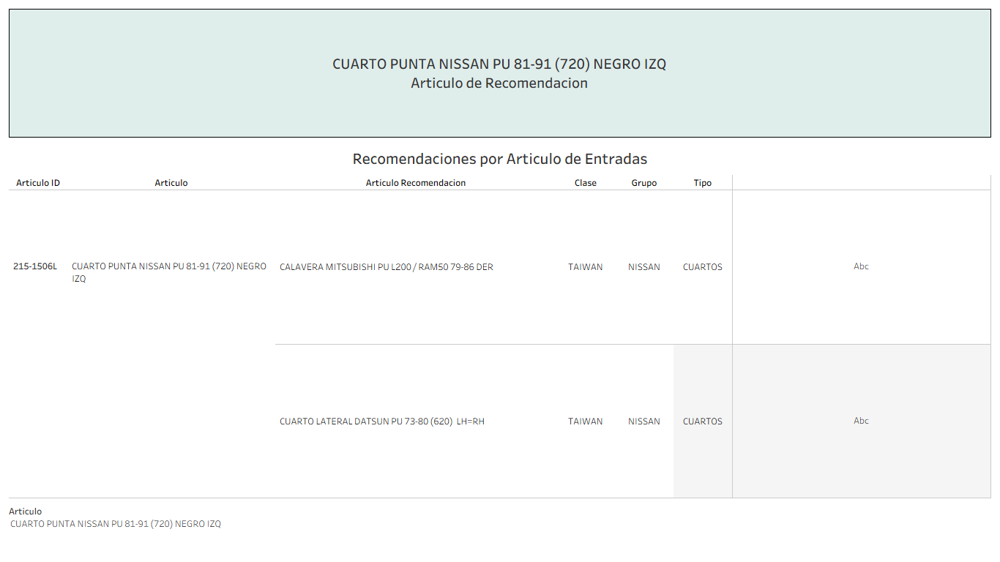 CUARTO PUNTA NISSAN PU 81-91 (720) NEGRO IZQ
Articulo de Recomendacion
Recomendaciones por Articulo de Entradas
Articulo ID Articulo Articulo Recomendacion Clase Grupo Tipo
215-1506L CUARTO PUNTA NISSAN PU 81-91 (720) NEGRO CALAVERA MITSUBISHI PU L200 / RAM50 79-86 DER TAIWAN NISSAN CUARTOS Abc
IZQ
CUARTO LATERAL DATSUN PU 73-80 (620)  LH=RH TAIWAN NISSAN CUARTOS Abc
Articulo
CUARTO PUNTA NISSAN PU 81-91 (720) NEGRO IZQ